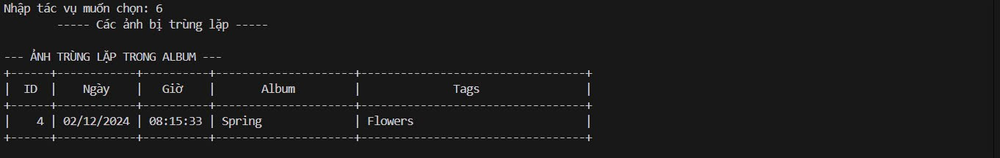 Nhập tác vụ muốn chọn: 6
----- Các ảnh bị trùng lặp -----
--- ẢNH TRÙNG LẶP TRONG ALBUM ---
+------+------------+----------+----------------------+----------------------------------+
|  ID  |    Ngày    |   Giờ    |       Album         |              Tags                |
+------+------------+----------+----------------------+----------------------------------+
|    4 | 02/12/2024 | 08:15:33 | Spring              | Flowers                          |
+------+------------+----------+----------------------+----------------------------------+